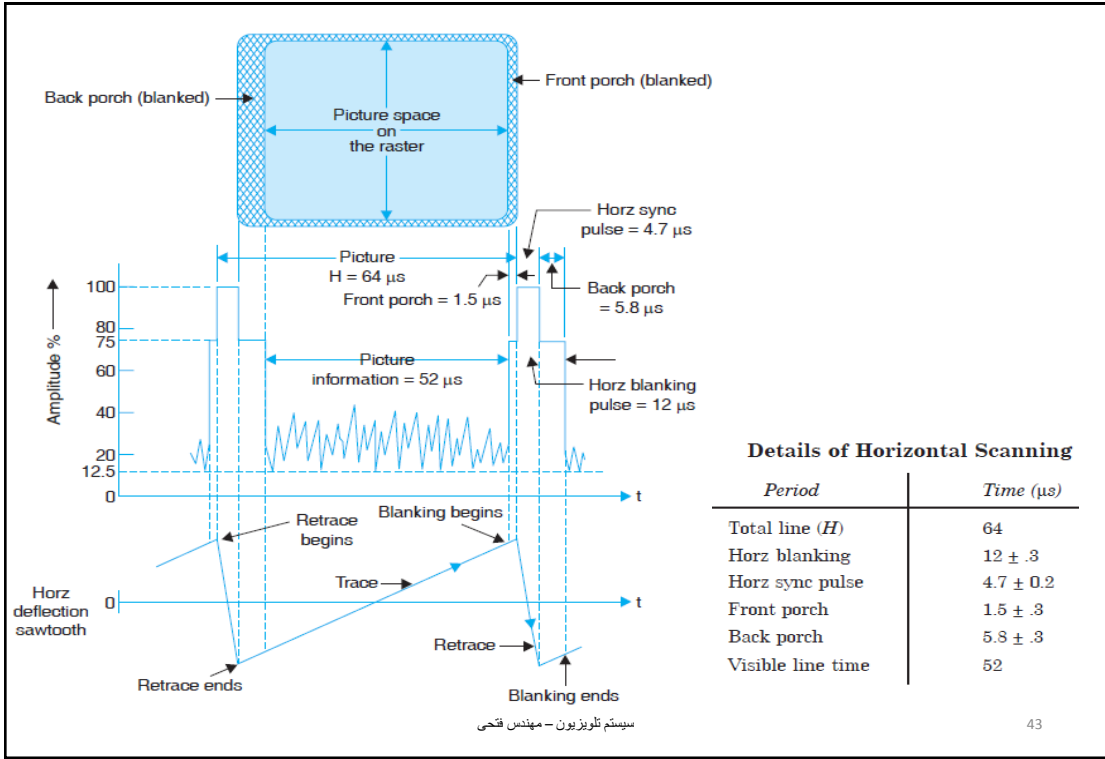 Back porch (blanked)
Front porch (blanked)
Picture space
on
the raster
Horz sync
pulse = 4.7 µs
Picture
H = 64 µs
Front porch = 1.5 µs
Back porch
= 5.8 µs
Amplitude %
100
80
75
60
40
20
12.5
0
t
Picture
information = 52 µs
Horz blanking
pulse = 12 µs
Retrace
begins
Blanking begins
Trace
Horz
deflection
sawtooth
0
t
Retrace
Retrace ends
Blanking ends
Details of Horizontal Scanning
Period Time (µs)
Total line (H) 64
Horz blanking 12 ± .3
Horz sync pulse 4.7 ± 0.2
Front porch 1.5 ± .3
Back porch 5.8 ± .3
Visible line time 52
سیستم تلویزیون – مهندس فتحی
43